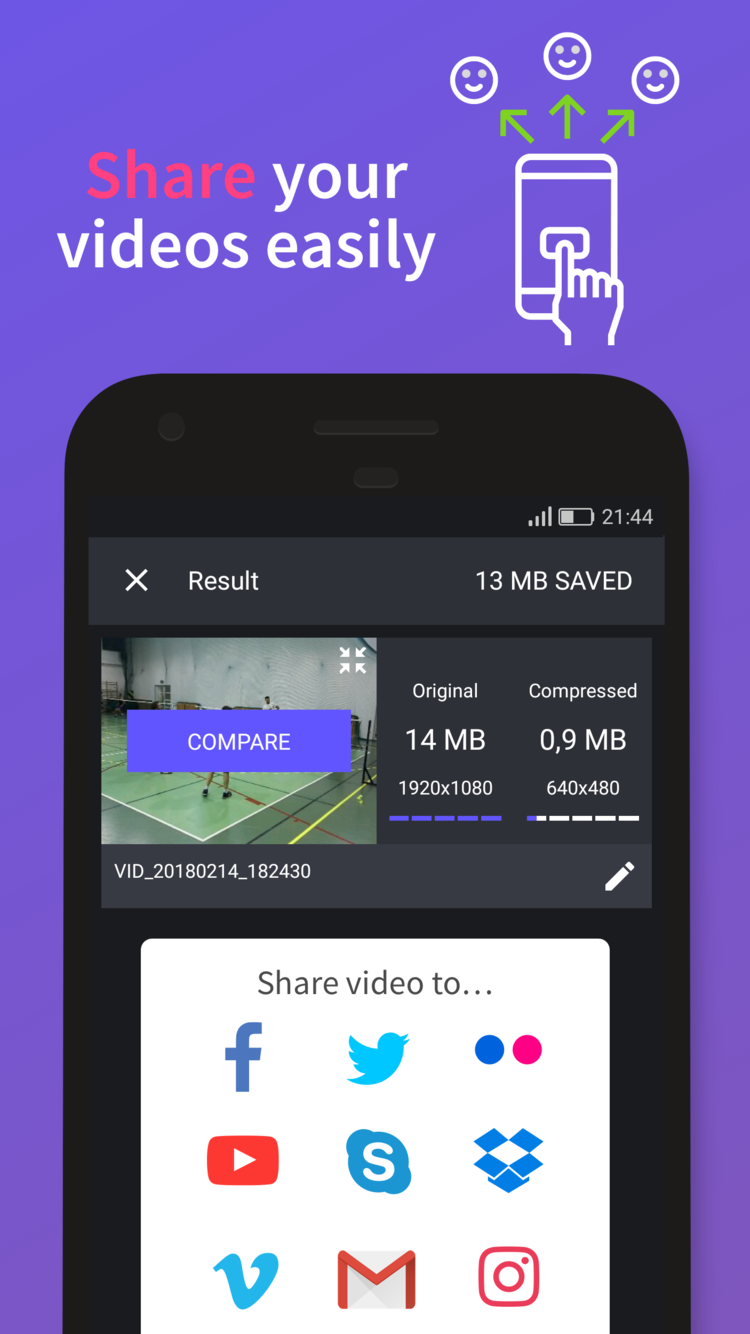 Share your
videos easily
21:44
Result
13 MB SAVED
COMPARE
Original
Compressed
14 MB
0,9 MB
1920x1080
640x480
VID_20180214_182430
Share video to...